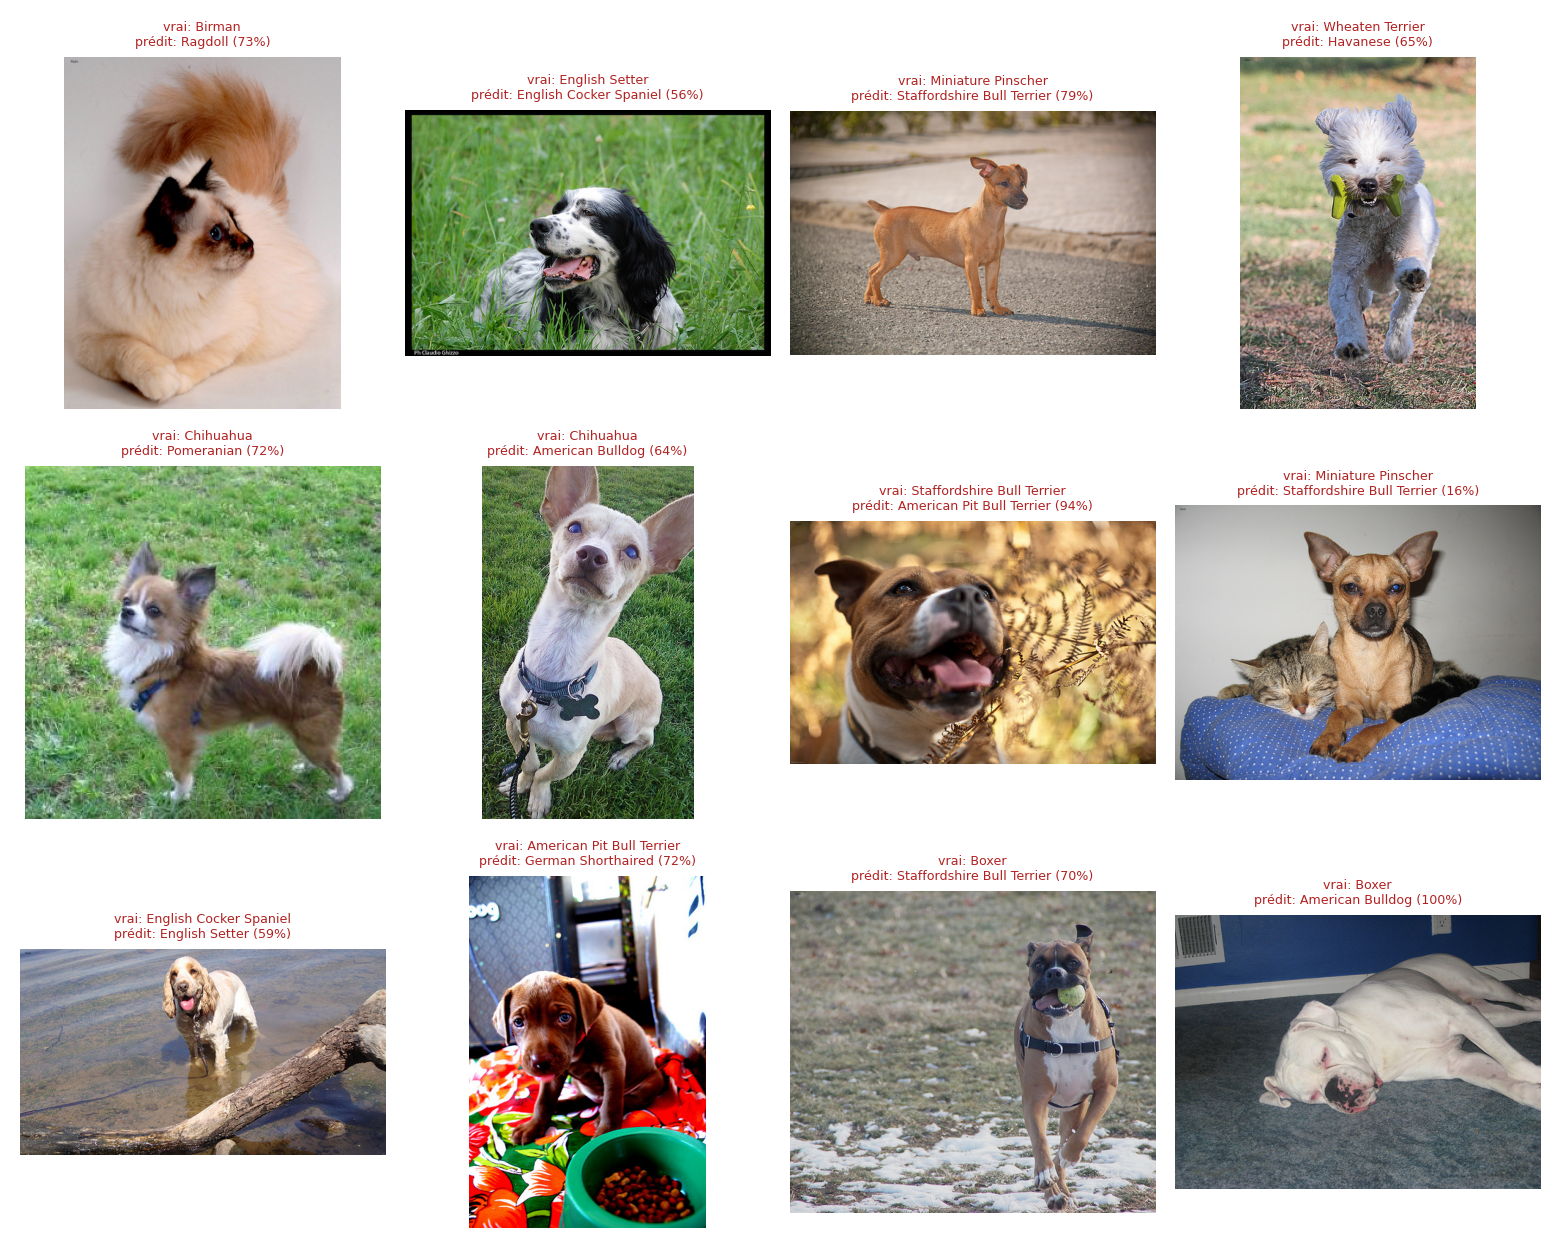 vrai: Birman
prédit: Ragdoll (73%)
vrai: English Setter
prédit: English Cocker Spaniel (56%)
Ph Claudio Ghizzo
vrai: Miniature Pinscher
prédit: Staffordshire Bull Terrier (79%)
vrai: Wheaten Terrier
prédit: Havanese (65%)
vrai: Chihuahua
prédit: Pomeranian (72%)
vrai: Chihuahua
prédit: American Bulldog (64%)
vrai: Staffordshire Bull Terrier
prédit: American Pit Bull Terrier (94%)
vrai: Miniature Pinscher
prédit: Staffordshire Bull Terrier (16%)
vrai: English Cocker Spaniel
prédit: English Setter (59%)
vrai: American Pit Bull Terrier
prédit: German Shorthaired (72%)
vrai: Boxer
prédit: Staffordshire Bull Terrier (70%)
vrai: Boxer
prédit: American Bulldog (100%)